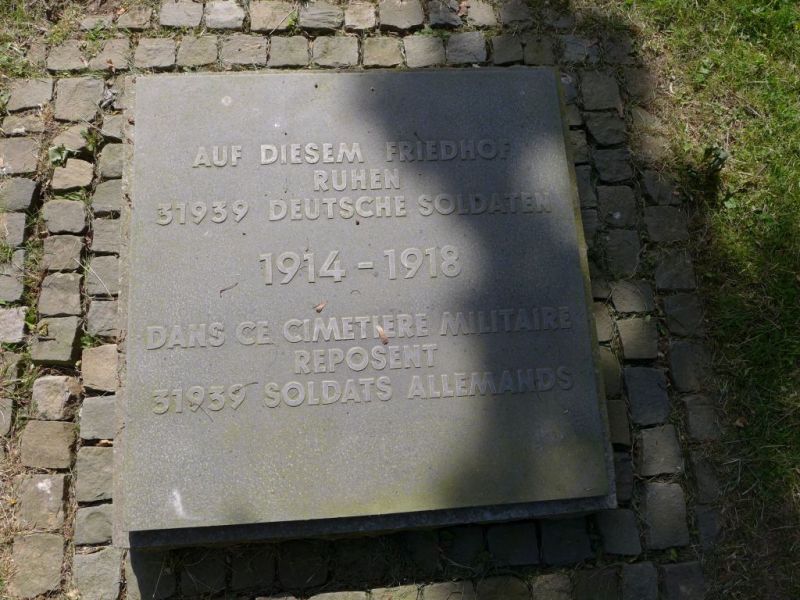 AUF DIESEM FRIEDHOF
RUHEN
31939 DEUTSCHE SOLDATEN
1914 - 1918
DANS CE CIMETIERE MILITAIRE
REPOSENT
31939 SOLDATS ALLEMANDS